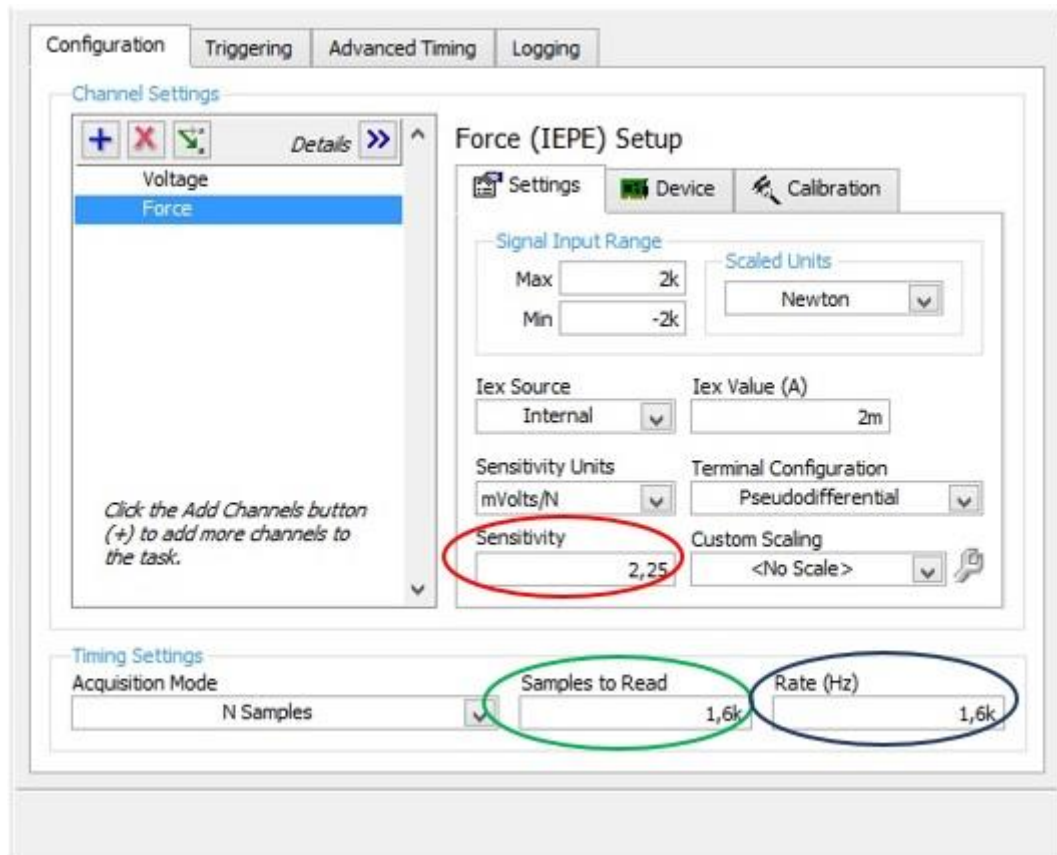 Configuration Triggering Advanced Timing Logging
Channel Settings
Details
Voltage
Force
Click the Add Channels button
(+) to add more channels to
the task.
Force (IEPE) Setup
Settings Device Calibration
Signal Input Range
Max 2k
Min -2k
Scaled Units
Newton
Iex Source Iex Value (A)
Internal 2m
Sensitivity Units Terminal Configuration
mVolts/N Pseudodifferential
Sensitivity Custom Scaling
2,25 <No Scale>
Timing Settings
Acquisition Mode Samples to Read Rate (Hz)
N Samples 1,6k 1,6k